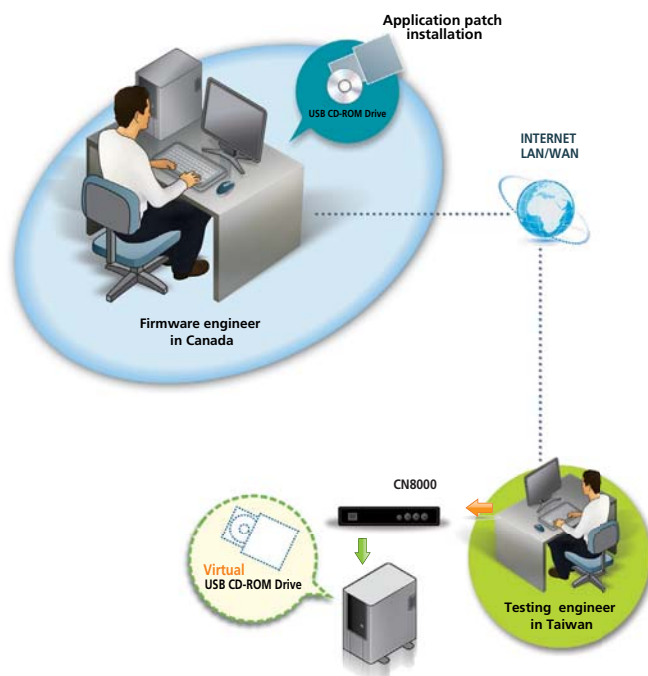 Application patch
installation
USB CD-ROM Drive
INTERNET
LAN/WAN
Firmware engineer
in Canada
CN8000
Virtual
USB CD-ROM Drive
Testing engineer
in Taiwan